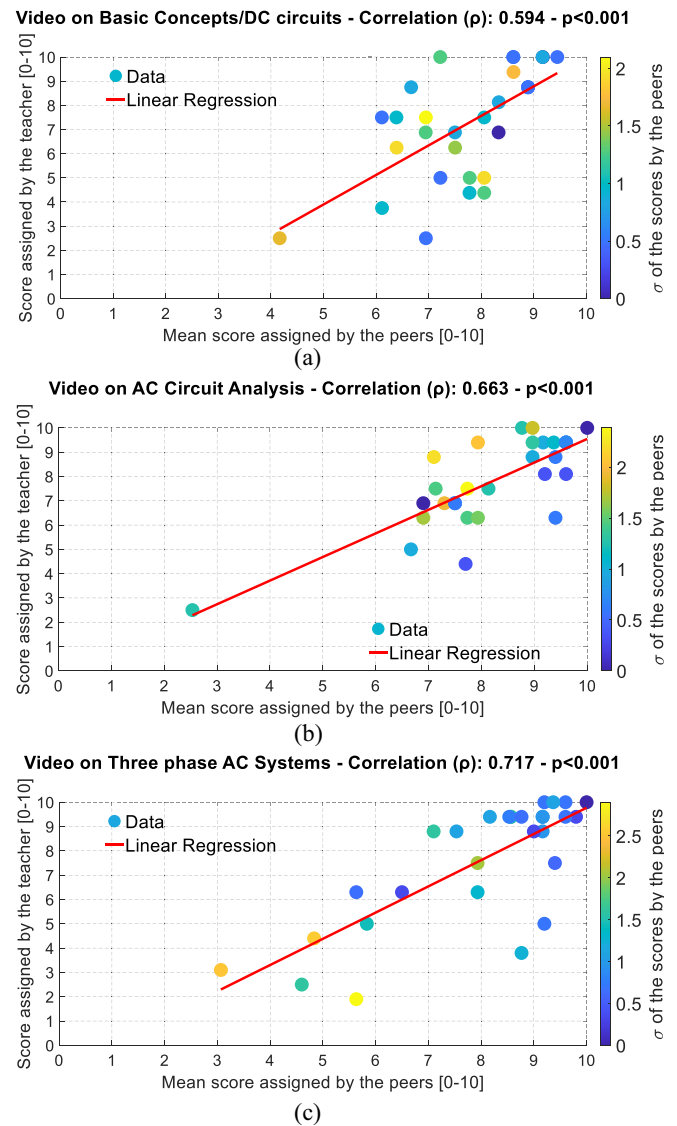 Video on Basic Concepts/DC circuits - Correlation (ρ): 0.594 - p<0.001
Score assigned by the teacher [0-10]
10
9
8
7
6
5
4
3
2
1
0
Data
Linear Regression
0 1 2 3 4 5 6 7 8 9 10
Mean score assigned by the peers [0-10]
2
1.5
1
0.5
0
σ of the scores by the peers
(a)
Video on AC Circuit Analysis - Correlation (ρ): 0.663 - p<0.001
Score assigned by the teacher [0-10]
10
9
8
7
6
5
4
3
2
1
0
Data
Linear Regression
0 1 2 3 4 5 6 7 8 9 10
Mean score assigned by the peers [0-10]
2
1.5
1
0.5
0
σ of the scores by the peers
(b)
Video on Three phase AC Systems - Correlation (ρ): 0.717 - p<0.001
Score assigned by the teacher [0-10]
10
9
8
7
6
5
4
3
2
1
0
Data
Linear Regression
0 1 2 3 4 5 6 7 8 9 10
Mean score assigned by the peers [0-10]
2.5
2
1.5
1
0.5
0
σ of the scores by the peers
(c)